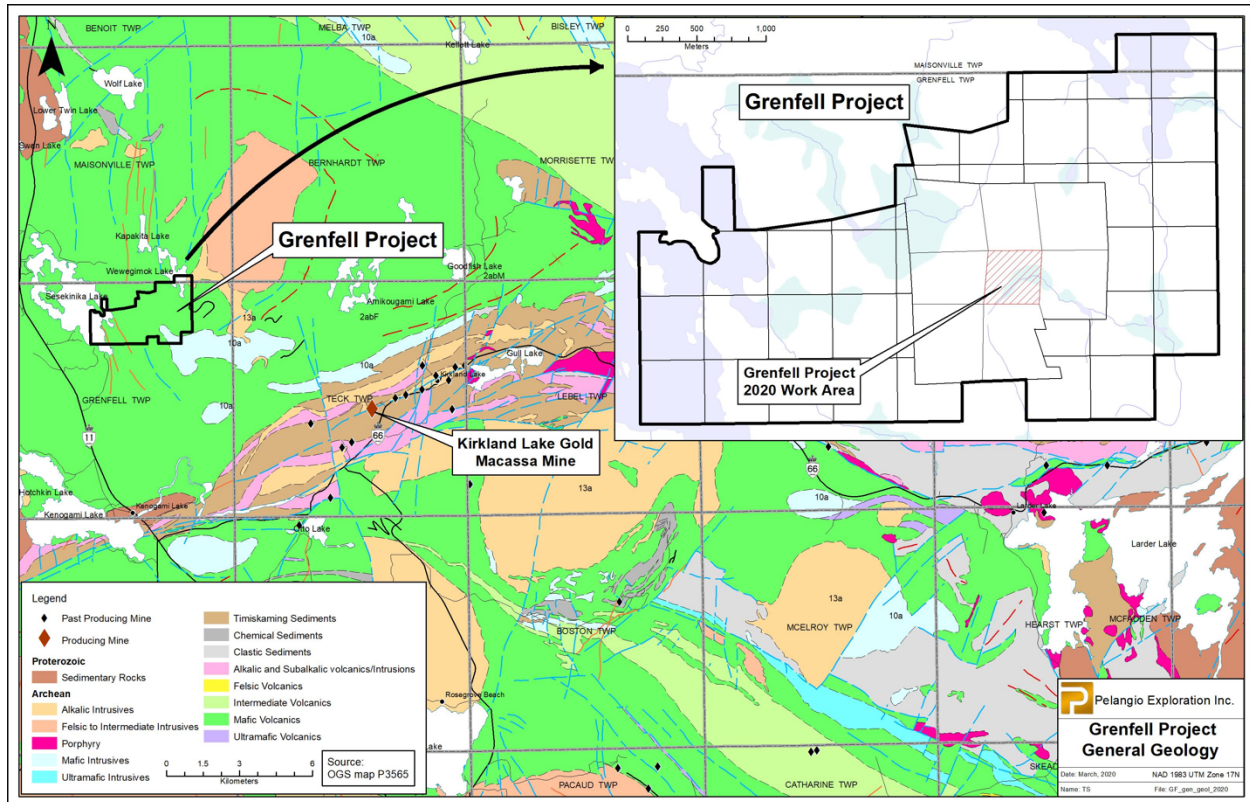 BENOIT TWP
MELBA TWP
BISLEY TWP
10a
N
Kellett Lake
Wolf Lake
Lower Twin Lake
Swan Lake
MAISONVILLE TWP
BERNHARDT TWP
MORRISETTE TW
Kapakita Lake
Grenfell Project
Wewegimok Lake
Goodfish Lake
2abM
Sesekinika Lake
Amikougami Lake
13a
2abF
10a
10a
Gull Lake
Kirkland Lake
10a
GRENFELL TWP
TECK TWP
LEBEL TWP
11
66
Kirkland Lake Gold
Macassa Mine
Hotchkin Lake
Kenogami Lake
Kenogami Lake
Otto Lake
13a
66
10a
Larder Lake
Larder Lake
13a
10a
BOSTON TWP
MCELROY TWP
HEARST TWP
MCFADDEN TWP
Rosegrove Beach
Lake
PACAUD TWP
CATHARINE TWP
SKEAD
0 500 1,000
Meters
MAISONVILLE TWP
GRENFELL TWP
Grenfell Project
Grenfell Project
2020 Work Area
Legend
Past Producing Mine
Producing Mine
Proterozoic
Sedimentary Rocks
Archean
Alkalic Intrusives
Felsic to Intermediate Intrusives
Porphyry
Mafic Intrusives
Ultramafic Intrusives
Timiskaming Sediments
Chemical Sediments
Clastic Sediments
Alkalic and Subalkalic volcanics/Intrusions
Felsic Volcanics
Intermediate Volcanics
Mafic Volcanics
Ultramafic Volcanics
0 1.5 3 6
Kilometers
Source:
OGS map P3565
Pelangio Exploration Inc.
Grenfell Project
General Geology
Date: March, 2020 NAD 1983 UTM Zone 17N
Name: TS File: GF_gen_geol_2020